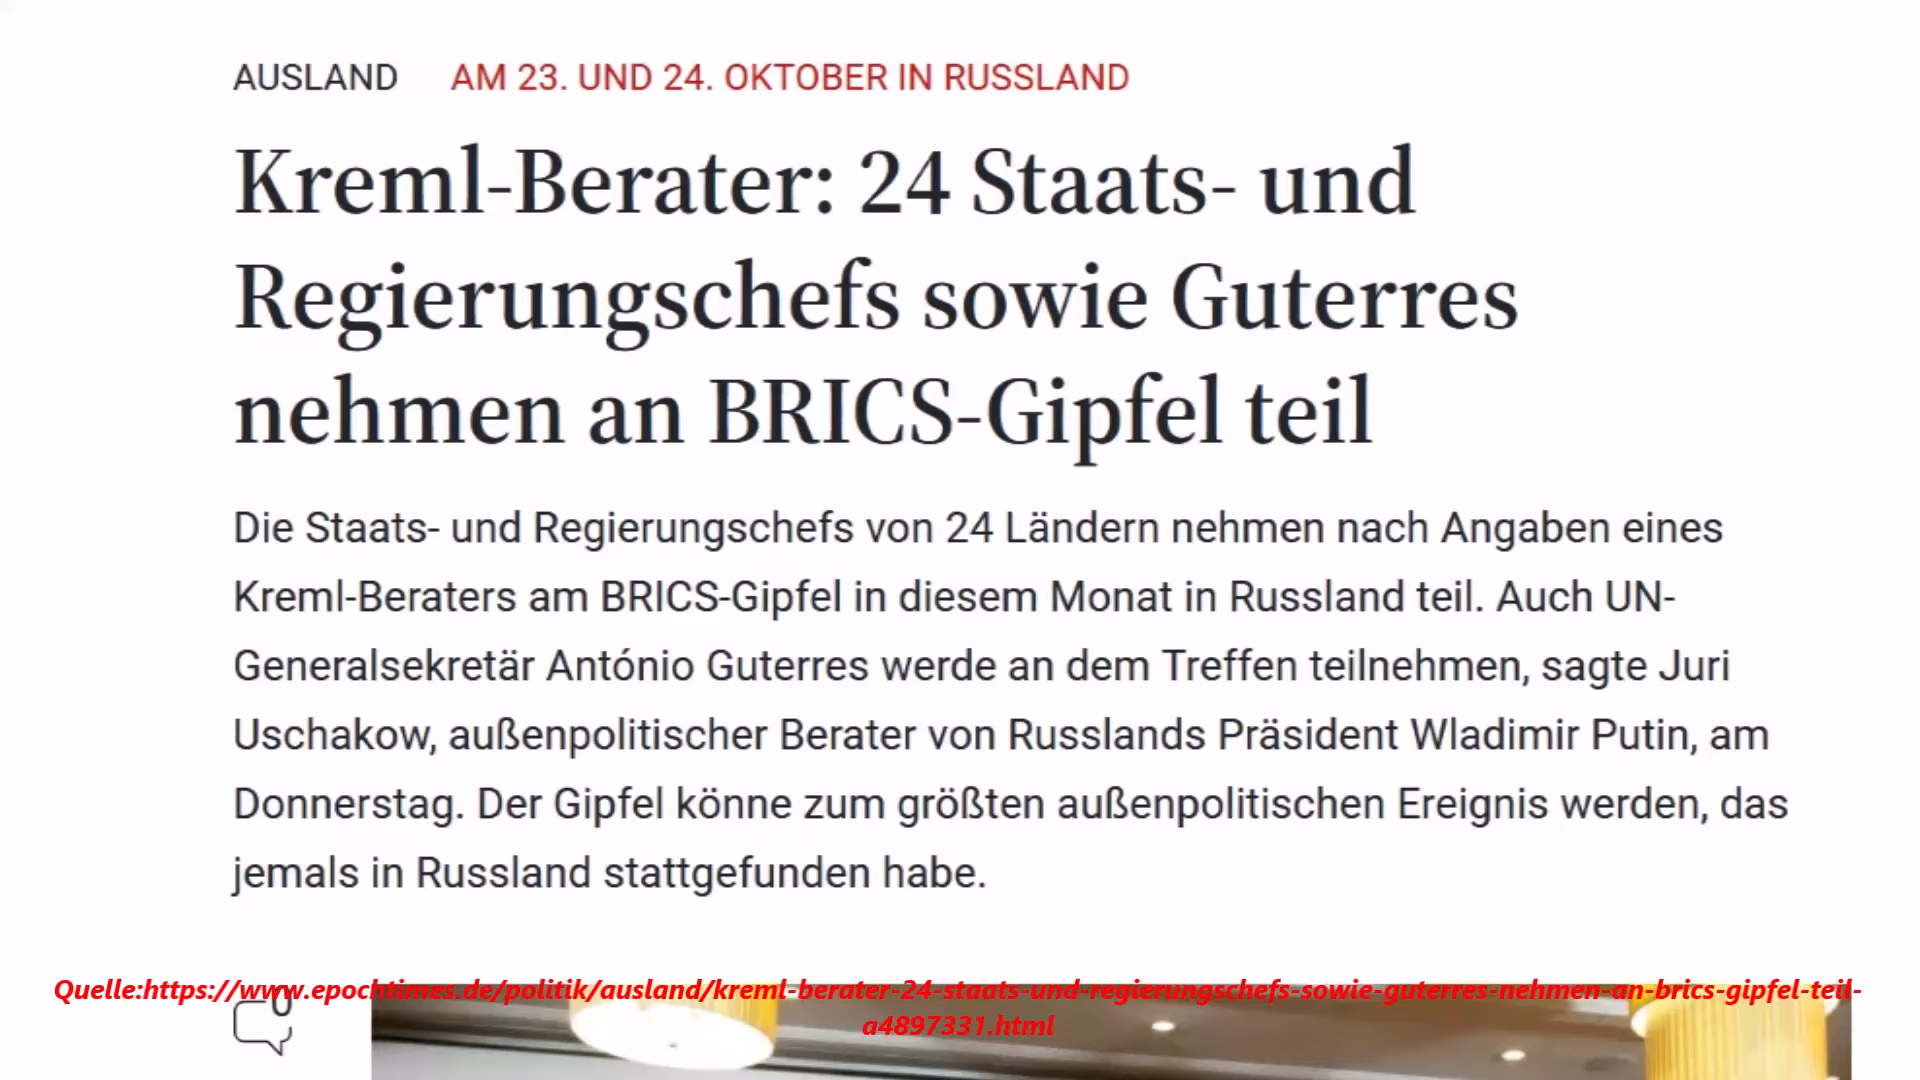 AUSLAND AM 23. UND 24. OKTOBER IN RUSSLAND
Kreml-Berater: 24 Staats- und
Regierungschefs sowie Guterres
nehmen an BRICS-Gipfel teil
Die Staats- und Regierungschefs von 24 Ländern nehmen nach Angaben eines
Kreml-Beraters am BRICS-Gipfel in diesem Monat in Russland teil. Auch UN-
Generalsekretär António Guterres werde an dem Treffen teilnehmen, sagte Juri
Uschakow, außenpolitischer Berater von Russlands Präsident Wladimir Putin, am
Donnerstag. Der Gipfel könne zum größten außenpolitischen Ereignis werden, das
jemals in Russland stattgefunden habe.
Quelle:https://www.epochtimes.de/politik/ausland/kreml-berater-24-staats-und-regierungschefs-sowie-guterres-nehmen-an-brics-gipfel-teil-
a4897331.html
0